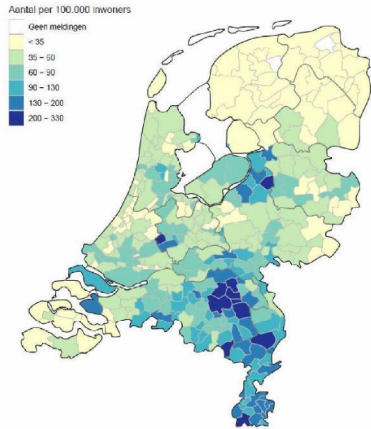 Aantal per 100.000 inwoners
Geen meldingen
< 35
35 – 60
60 – 90
90 – 130
130 – 200
200 – 330